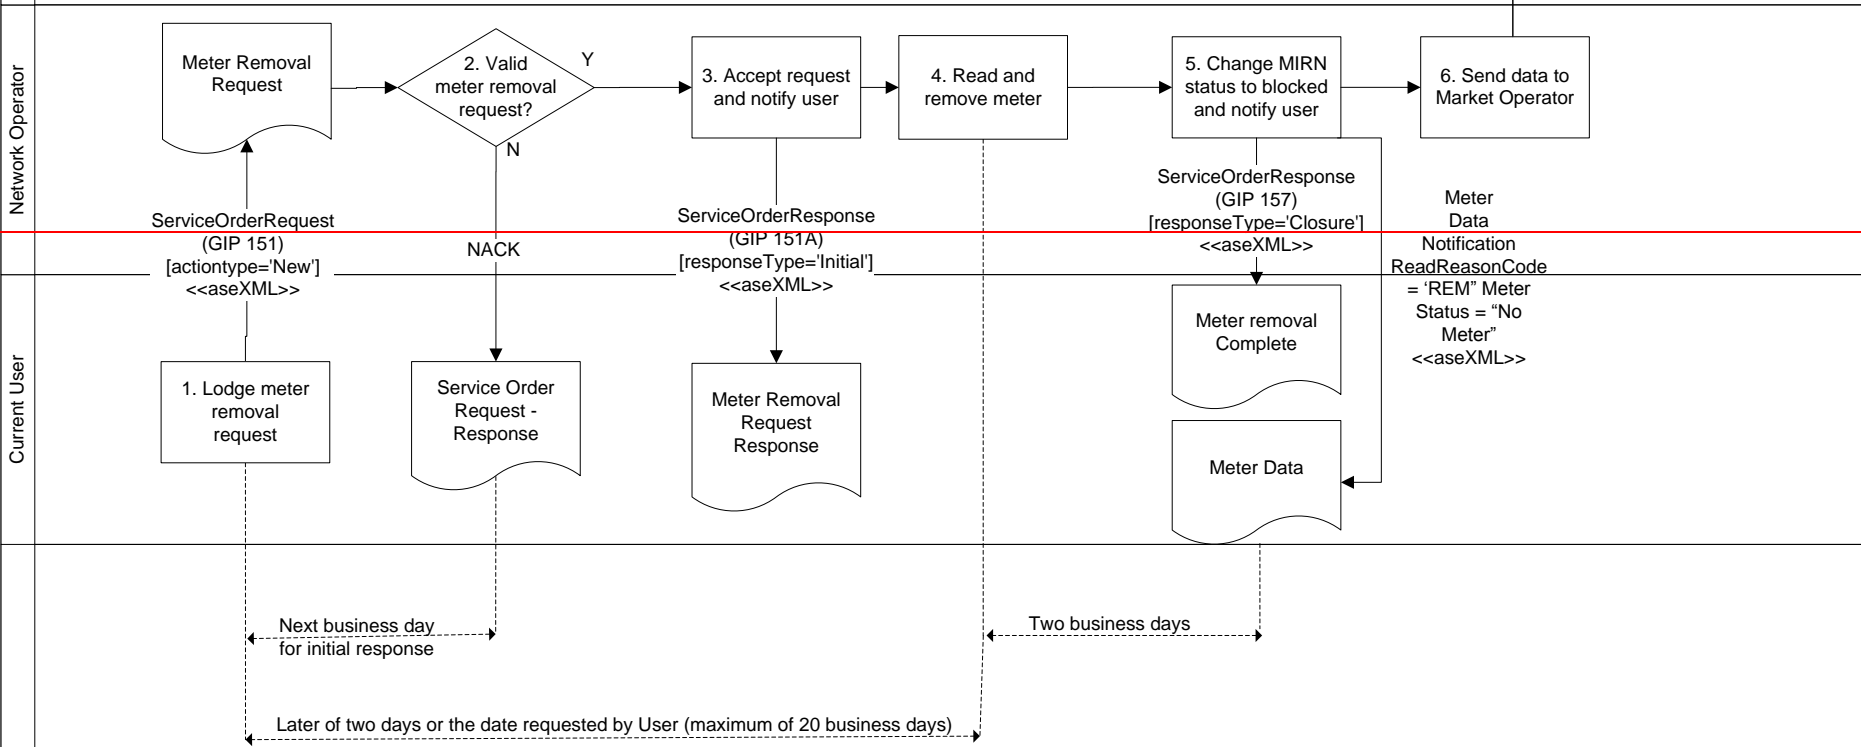 Network Operator
Meter Removal
Request
2. Valid
meter removal
request?
Y
N
3. Accept request
and notify user
4. Read and
remove meter
5. Change MIRN
status to blocked
and notify user
6. Send data to
Market Operator
ServiceOrderRequest
(GIP 151)
[actiontype='New']
<<aseXML>>
NACK
ServiceOrderResponse
(GIP 151A)
[responseType='Initial']
<<aseXML>>
ServiceOrderResponse
(GIP 157)
[responseType='Closure']
<<aseXML>>
Meter
Data
Notification
ReadReasonCode
= ‘REM” Meter
Status = “No
Meter”
<<aseXML>>
Current User
1. Lodge meter
removal
request
Service Order
Request -
Response
Meter Removal
Request
Response
Meter removal
Complete
Meter Data
Next business day
for initial response
Two business days
Later of two days or the date requested by User (maximum of 20 business days)